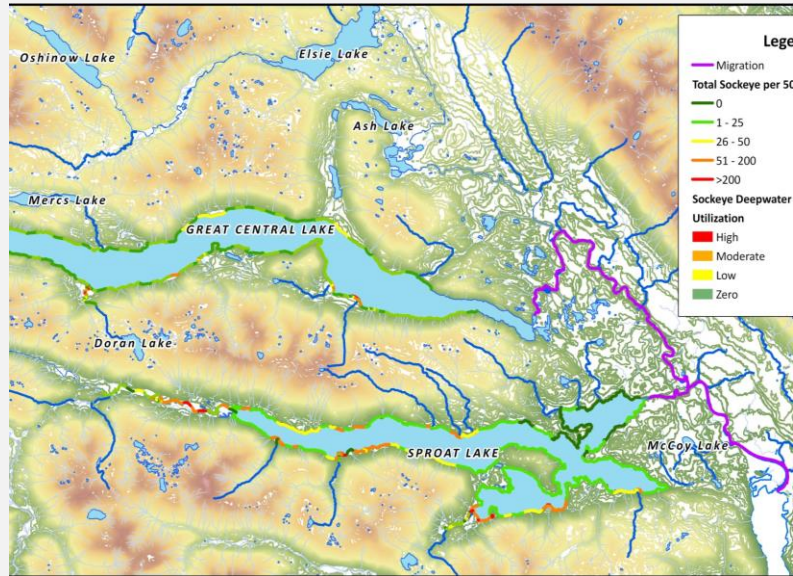 Oshinow Lake
Elsie Lake
Ash Lake
Mercs Lake
GREAT CENTRAL LAKE
Doran Lake
SPROAT LAKE
McCoy Lake
Lege
Migration
Total Sockeye per 50
0
1 - 25
26 - 50
51 - 200
>200
Sockeye Deepwater
Utilization
High
Moderate
Low
Zero